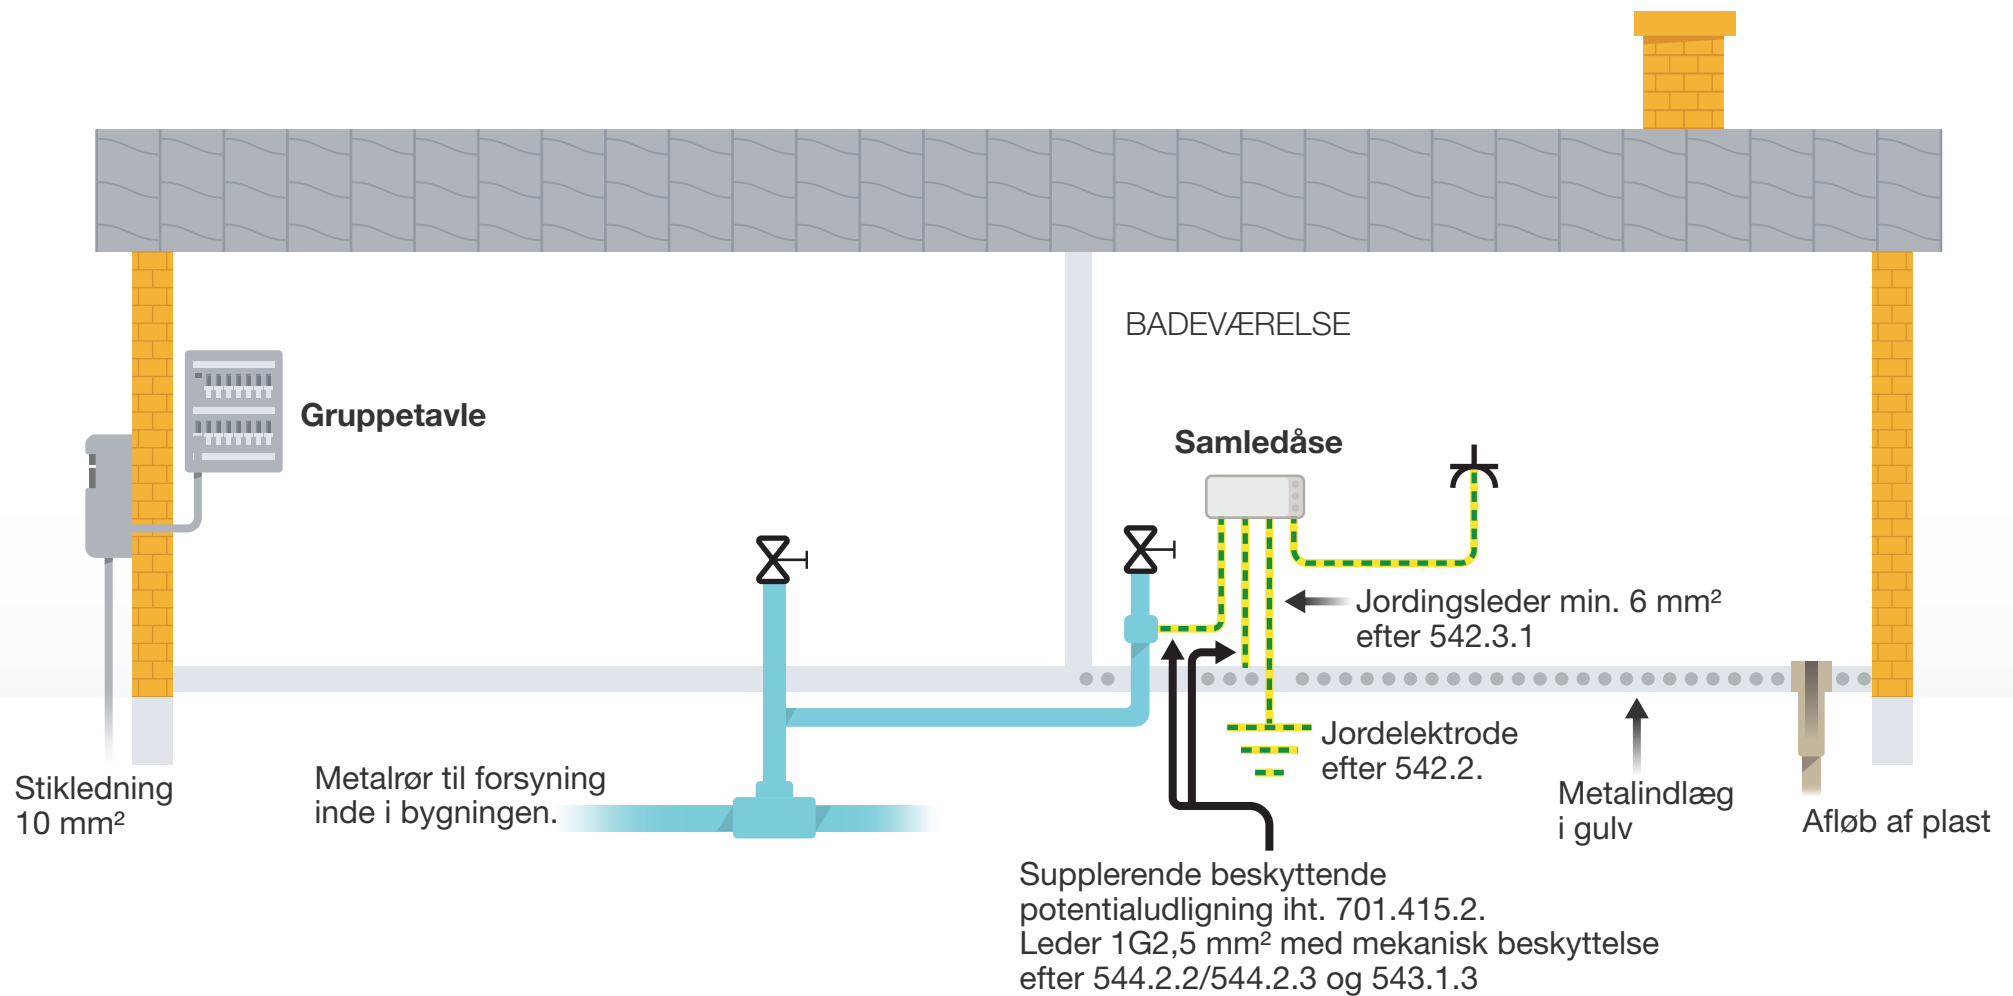 BADEVÆRELSE
Gruppetavle
Samledåse
Jordingsleder min. 6 mm²
efter 542.3.1
Jordelektrode
efter 542.2.
Stikledning
10 mm²
Metalrør til forsyning
inde i bygningen.
Metalindlæg
i gulv
Afløb af plast
Supplerende beskyttende
potentialudligning iht. 701.415.2.
Leder 1G2,5 mm² med mekanisk beskyttelse
efter 544.2.2/544.2.3 og 543.1.3